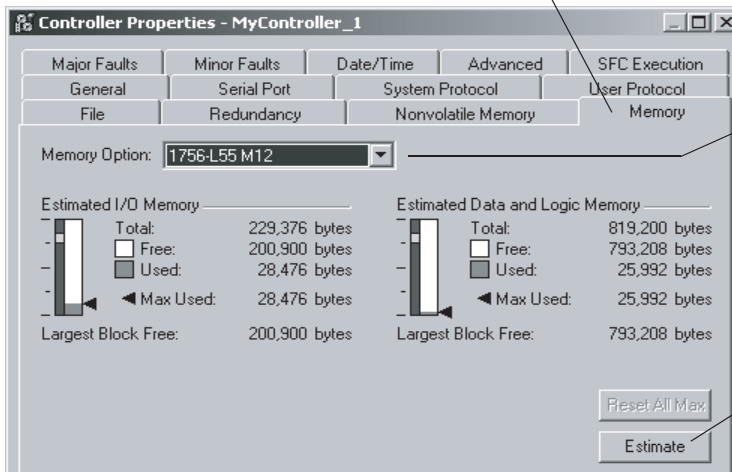 Controller Properties - MyController_1
Major Faults Minor Faults Date/Time Advanced SFC Execution
General Serial Port System Protocol User Protocol
File Redundancy Nonvolatile Memory Memory
Memory Option: 1756-L55 M12
Estimated I/O Memory
Total: 229,376 bytes
Free: 200,900 bytes
Used: 28,476 bytes
Max Used: 28,476 bytes
Largest Block Free: 200,900 bytes
Estimated Data and Logic Memory
Total: 819,200 bytes
Free: 793,208 bytes
Used: 25,992 bytes
Max Used: 25,992 bytes
Largest Block Free: 793,208 bytes
Reset All Max
Estimate